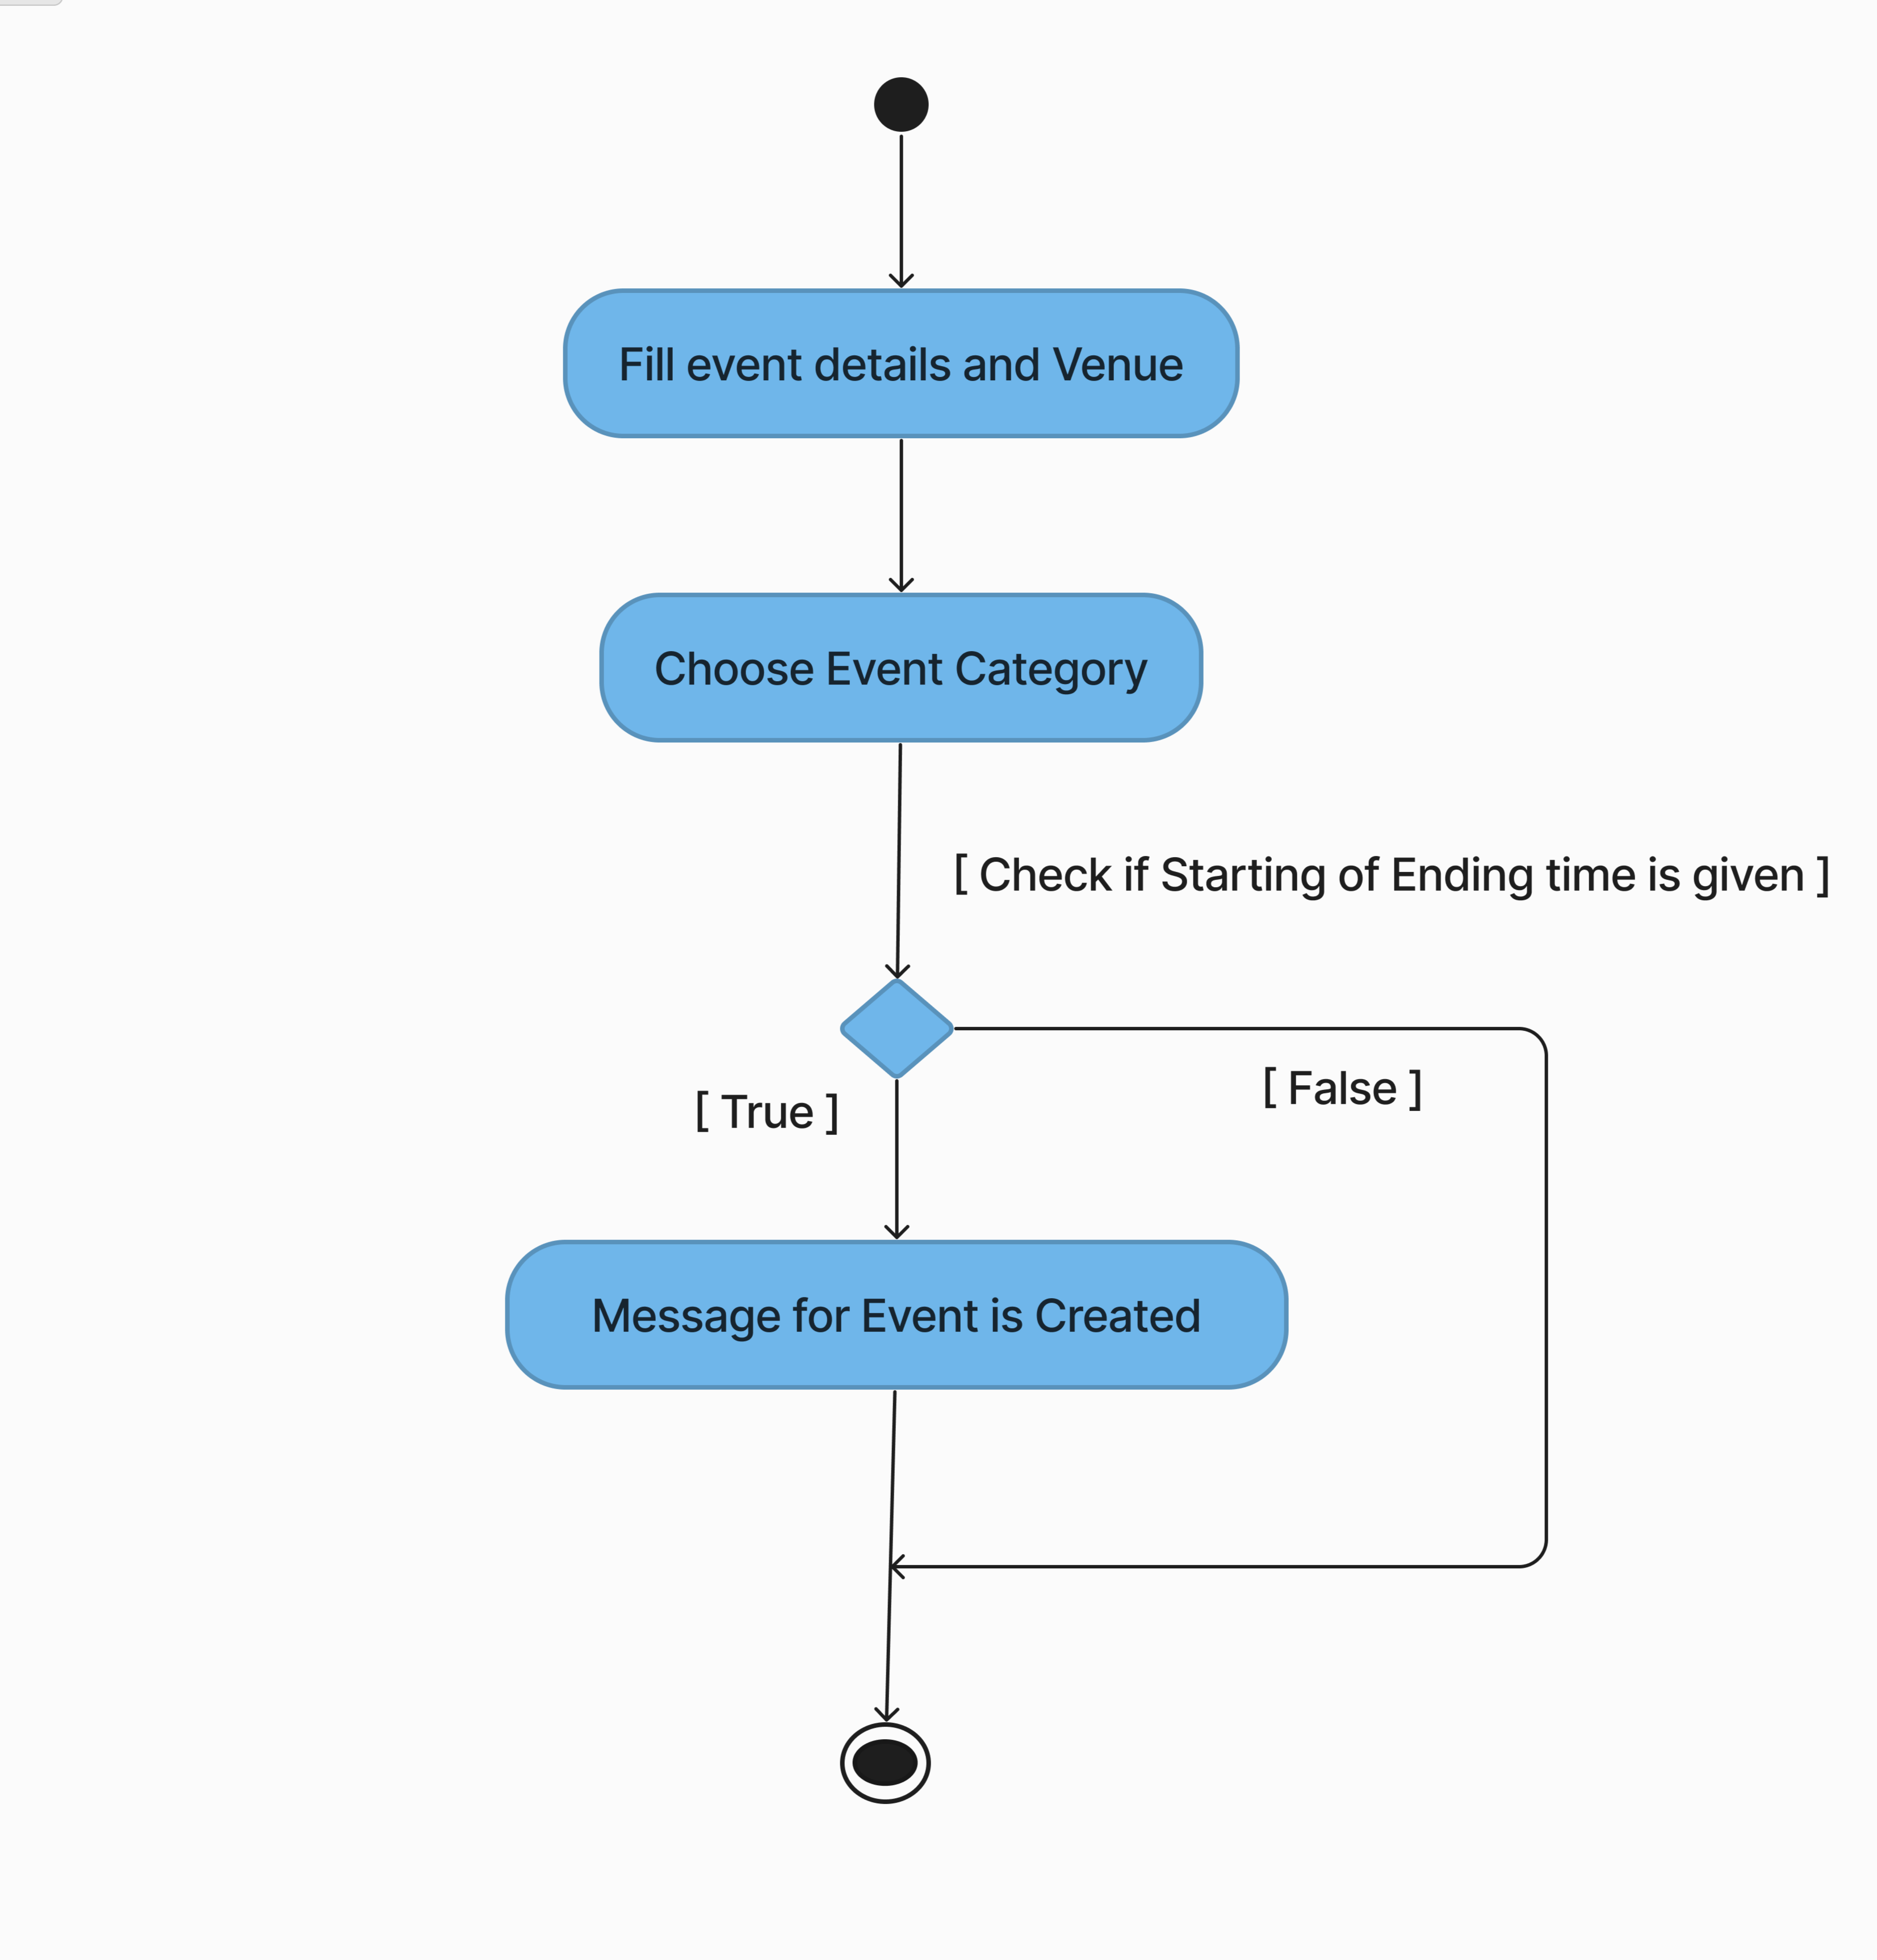 Fill event details and Venue
Choose Event Category
[ Check if Starting of Ending time is given ]
[ False ]
[ True ]
Message for Event is Created